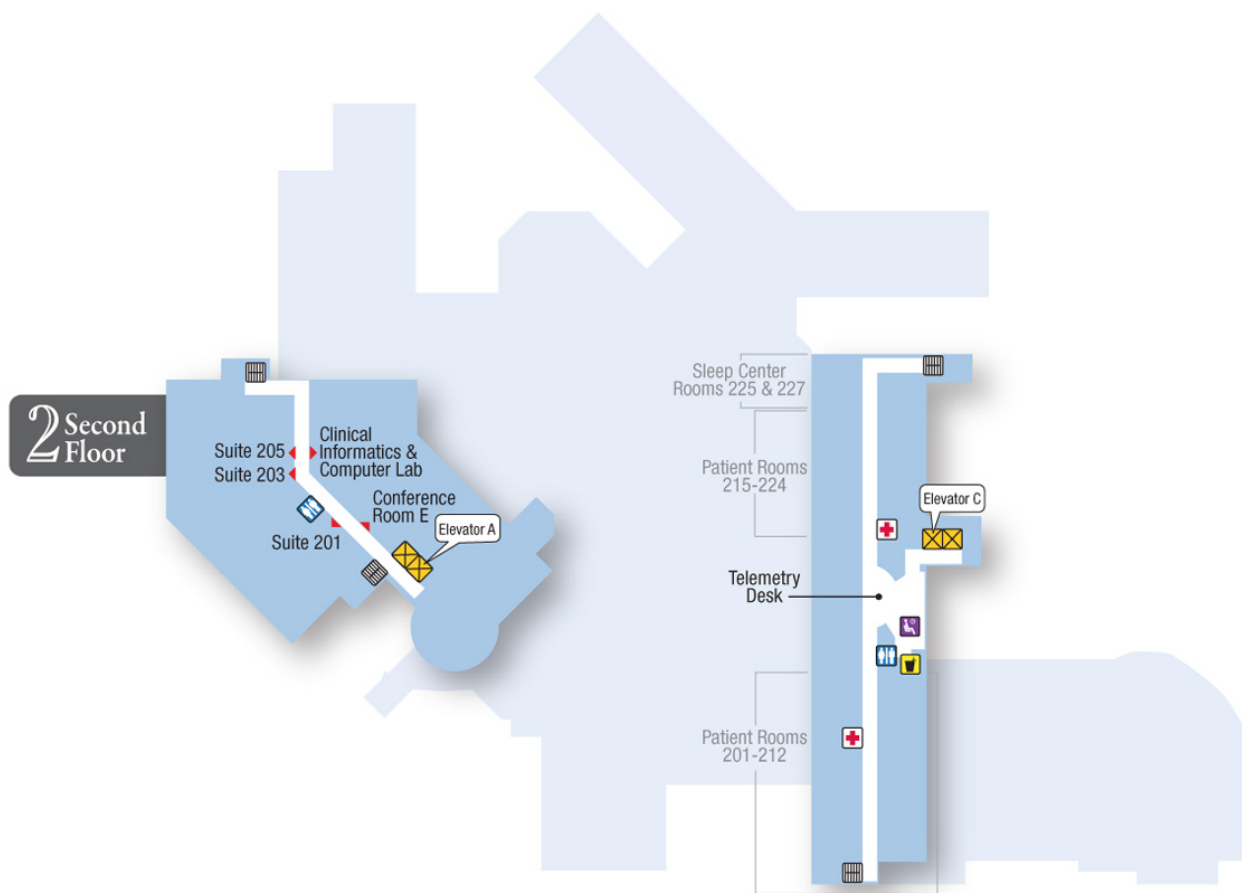 2 Second
Floor
Suite 205
Suite 203
Clinical
Informatics &
Computer Lab
Conference
Room E
Suite 201
Elevator A
Sleep Center
Rooms 225 & 227
Patient Rooms
215-224
Elevator C
Telemetry
Desk
Patient Rooms
201-212